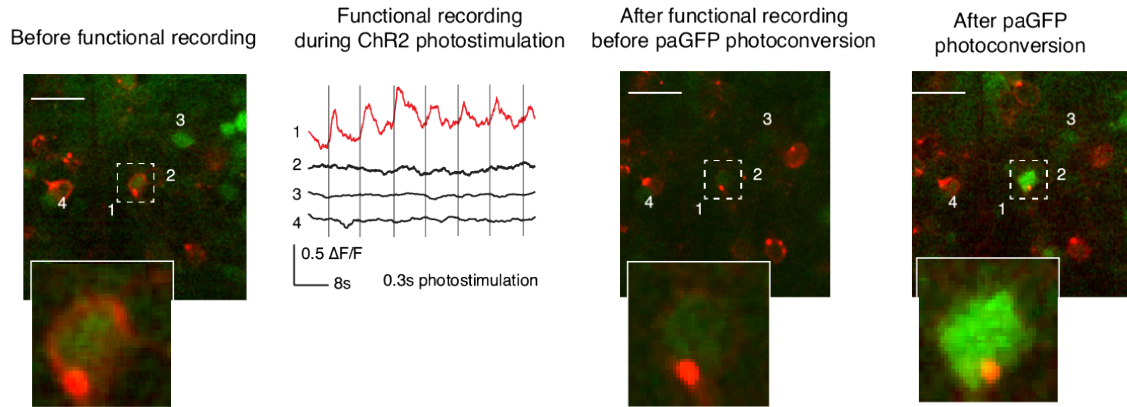 Before functional recording
Functional recording
during ChR2 photostimulation
After functional recording
before paGFP photoconversion
After paGFP
photoconversion
3
2
4
1
1
2
3
4
0.5 ΔF/F
8s
0.3s photostimulation
3
2
4
1
3
2
4
1